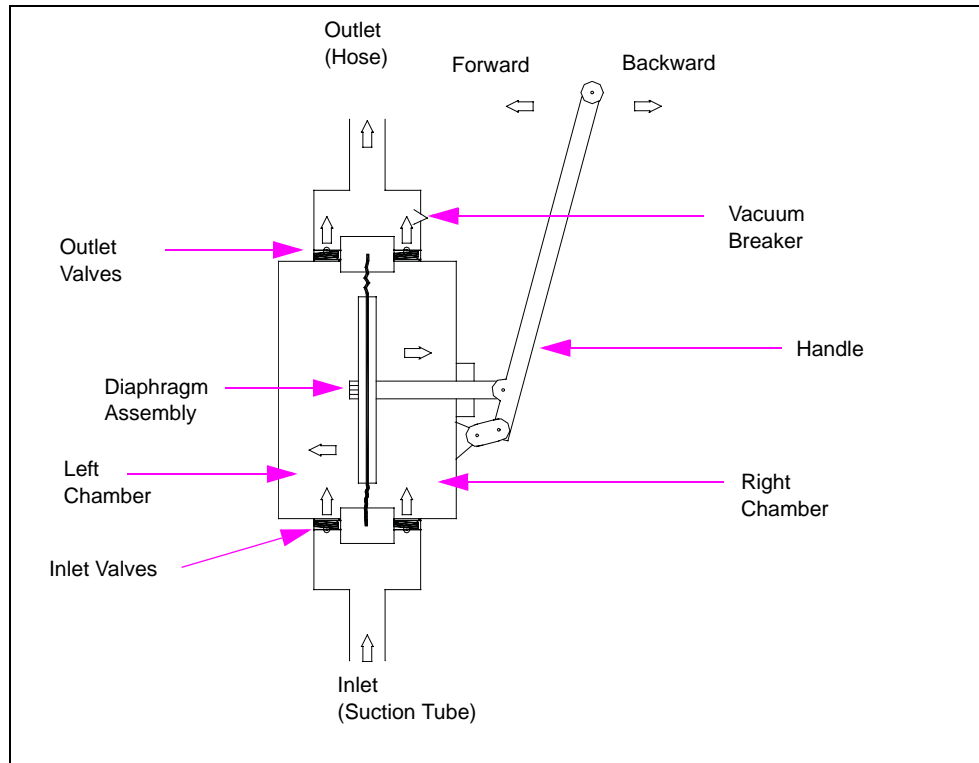 Outlet
(Hose)
Forward
Backward
Vacuum
Breaker
Outlet
Valves
Handle
Diaphragm
Assembly
Left
Chamber
Right
Chamber
Inlet Valves
Inlet
(Suction Tube)